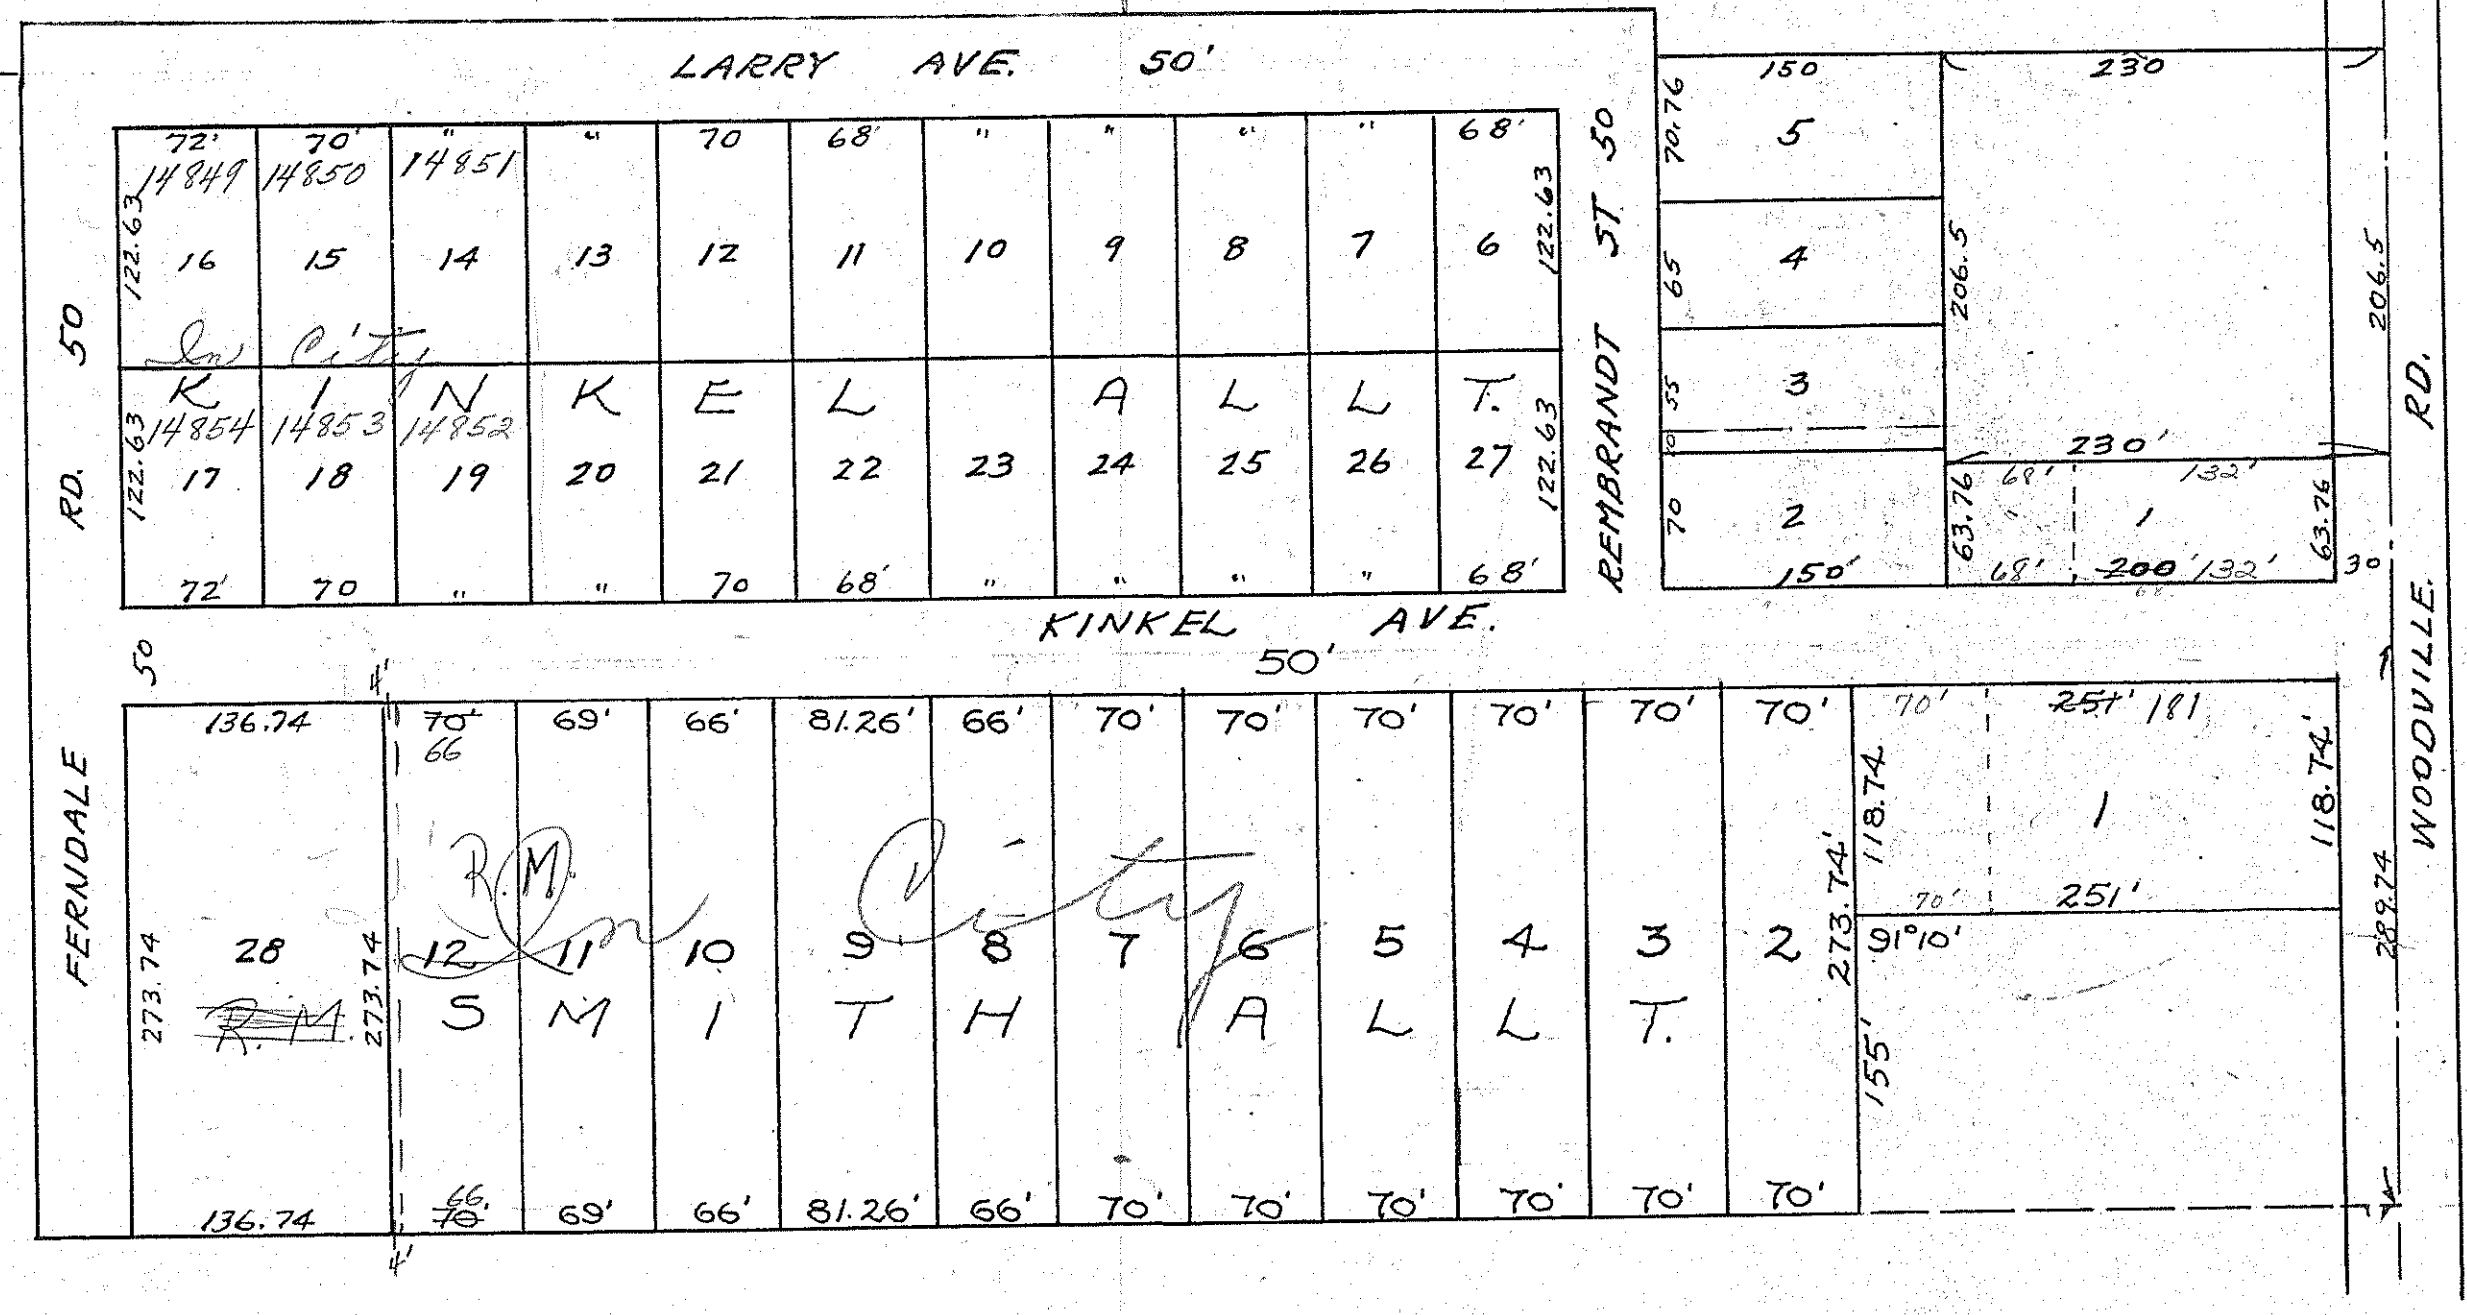 LARRY AVE. 50'
72' 70' " " 70 68' " " " " 68'
14849 14850 14851
122.63 16 15 14 13 12 11 10 9 8 7 6 122.63
In City
K I N K E L A L L T.
14854 14853 14852
122.63 17 18 19 20 21 22 23 24 25 26 27 122.63
72' 70 " " 70 68' " " " " 68'
RD. 50
REMBRANDT ST 50
150 230
70.76 5
65 4
206.5 206.5
55 3
10
230'
68' 132'
70 2 63.76 1 63.76
150' 68' 200 132' 30
KINKEL AVE.
50 50'
WOODVILLE. RD.
FERNDALE
4'
136.74 70' 69' 66' 81.26' 66' 70' 70' 70' 70' 70' 70' 70' 251' 181
66
118.74 1 118.74'
R.M.
In City
70' 251'
273.74 28 273.74 12 11 10 9 8 7 6 5 4 3 2 273.74' 91°10' 289.74
R.M. S M I T H A L L T.
155'
66
136.74 70' 69' 66' 81.26' 66' 70' 70' 70' 70' 70' 70'
4'